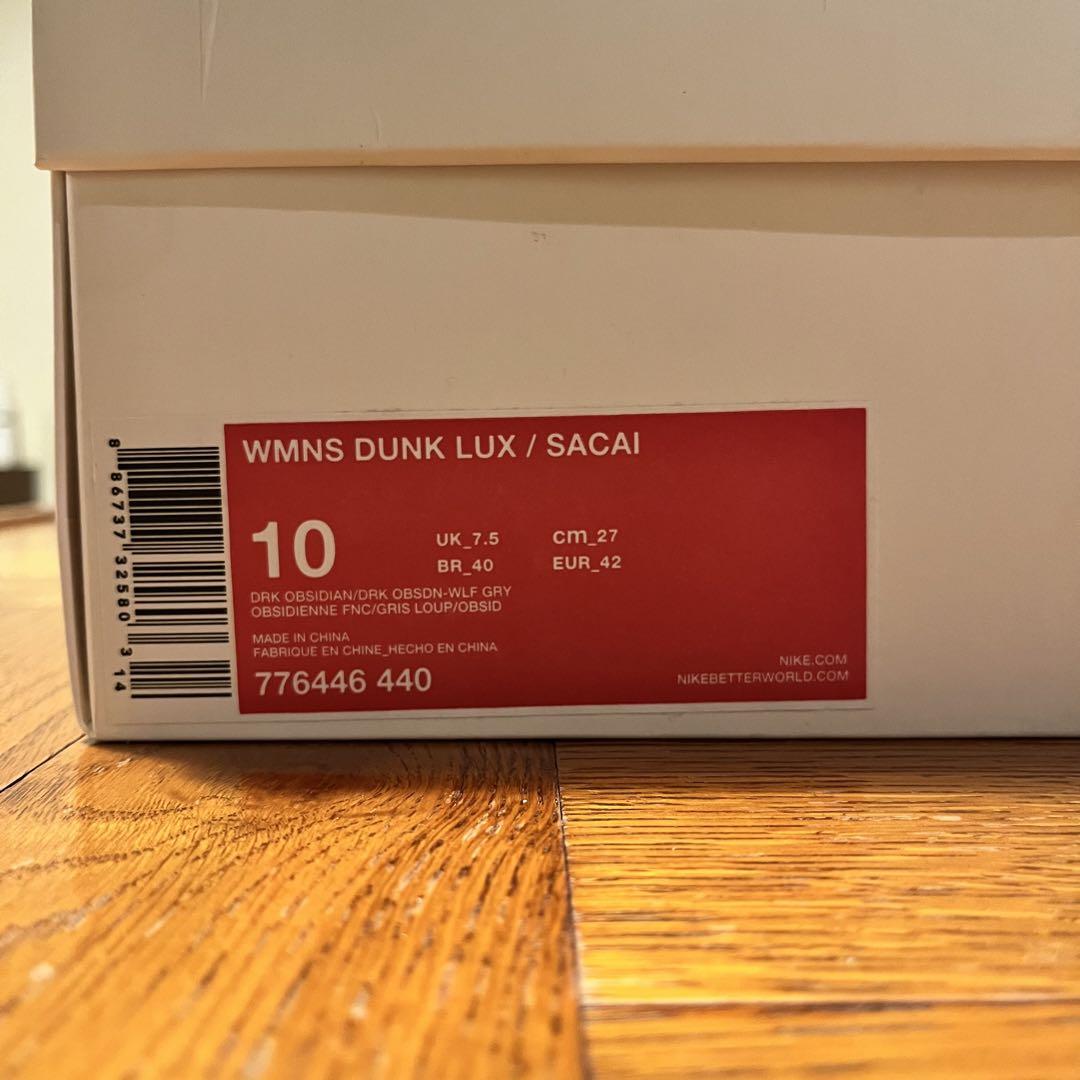 8 86737 32580 3 14
WMNS DUNK LUX / SACAI
10
UK_7.5 cm_27
BR_40 EUR_42
DRK OBSIDIAN/DRK OBSDN-WLF GRY
OBSIDIENNE FNC/GRIS LOUP/OBSID
MADE IN CHINA
FABRIQUE EN CHINE_HECHO EN CHINA
776446 440
NIKE.COM
NIKEBETTERWORLD.COM